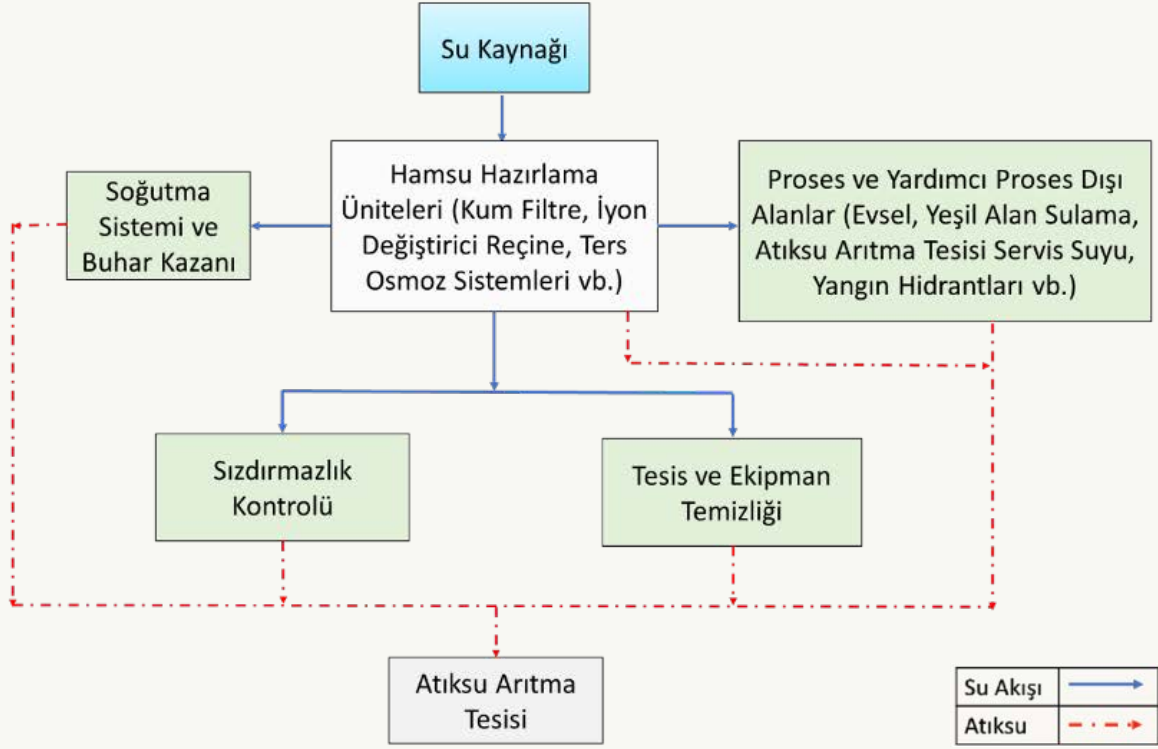 Su Kaynağı
Hamsu Hazırlama
Üniteleri (Kum Filtre, İyon
Değiştirici Reçine, Ters
Osmoz Sistemleri vb.)
Soğutma
Sistemi ve
Buhar Kazanı
Proses ve Yardımcı Proses Dışı
Alanlar (Evsel, Yeşil Alan Sulama,
Atıksu Arıtma Tesisi Servis Suyu,
Yangın Hidrantları vb.)
Sızdırmazlık
Kontrolü
Tesis ve Ekipman
Temizliği
Atıksu Arıtma
Tesisi
Su Akışı
Atıksu